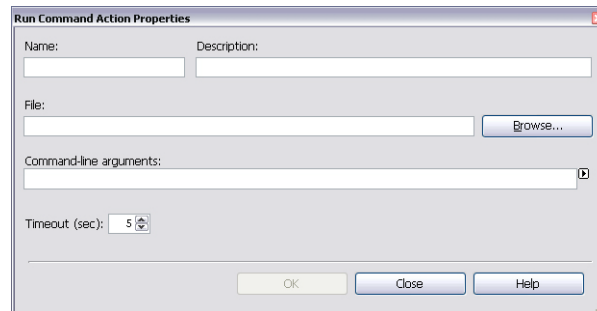 Run Command Action Properties
Name: Description:
File:
Browse...
Command-line arguments:
Timeout (sec): 5
OK Close Help